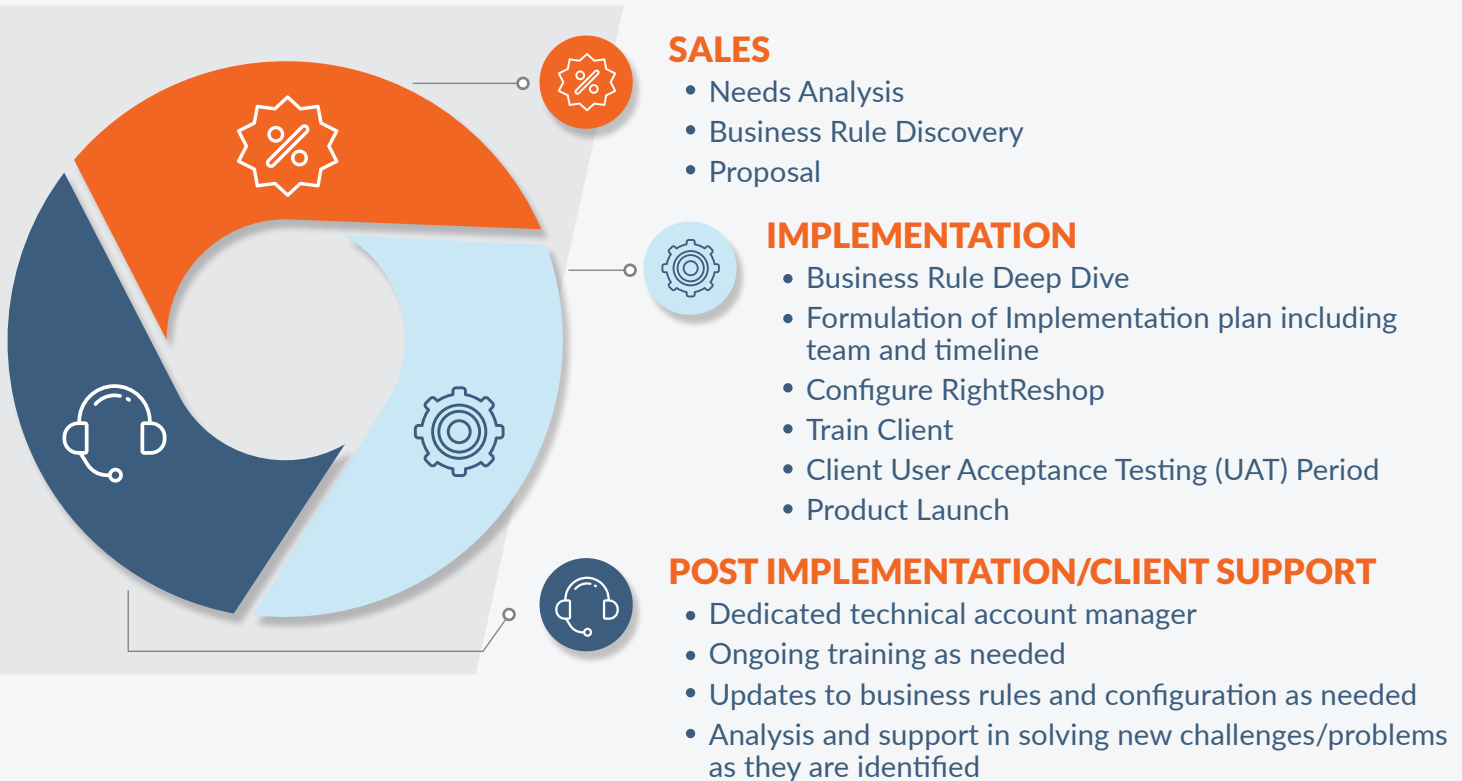 SALES
• Needs Analysis
• Business Rule Discovery
• Proposal
IMPLEMENTATION
• Business Rule Deep Dive
• Formulation of Implementation plan including
team and timeline
• Configure RightReshop
• Train Client
• Client User Acceptance Testing (UAT) Period
• Product Launch
POST IMPLEMENTATION/CLIENT SUPPORT
• Dedicated technical account manager
• Ongoing training as needed
• Updates to business rules and configuration as needed
• Analysis and support in solving new challenges/problems
as they are identified